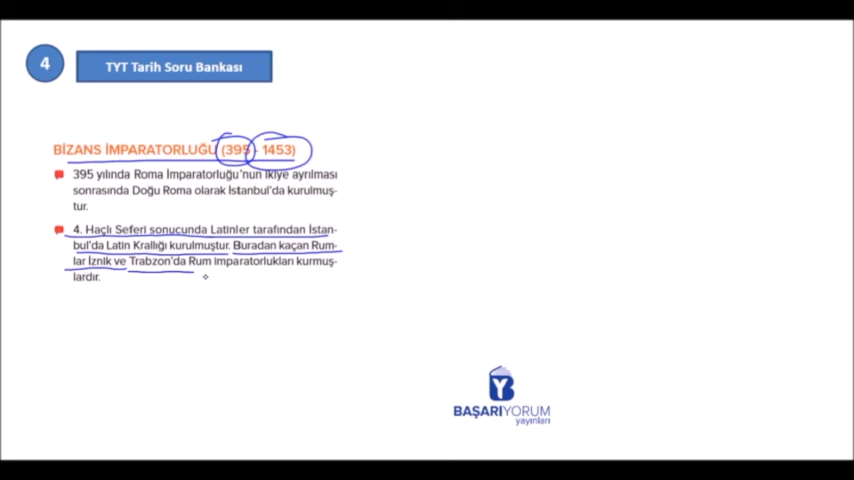 4
TYT Tarih Soru Bankası
BİZANS İMPARATORLUĞU (395 - 1453)
395 yılında Roma İmparatorluğu'nun ikiye ayrılması
sonrasında Doğu Roma olarak İstanbul'da kurulmuş-
tur.
4. Haçlı Seferi sonucunda Latinler tarafından İstan-
bul'da Latin Krallığı kurulmuştur. Buradan kaçan Rum-
lar İznik ve Trabzon'da Rum imparatorlukları kurmuş-
lardır.
BAŞARIYORUM
yayınları